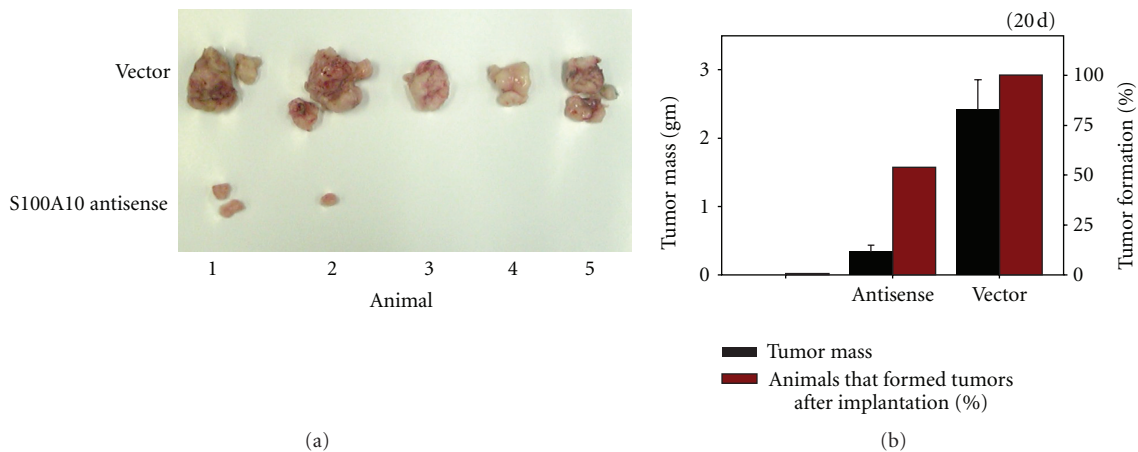 Vector
S100A10 antisense
1 2 3 4 5
Animal
(a)
(20 d)
Tumor mass (gm)
3
2
1
0
Tumor formation (%)
100
75
50
25
0
Antisense Vector
Tumor mass
Animals that formed tumors
after implantation (%)
(b)